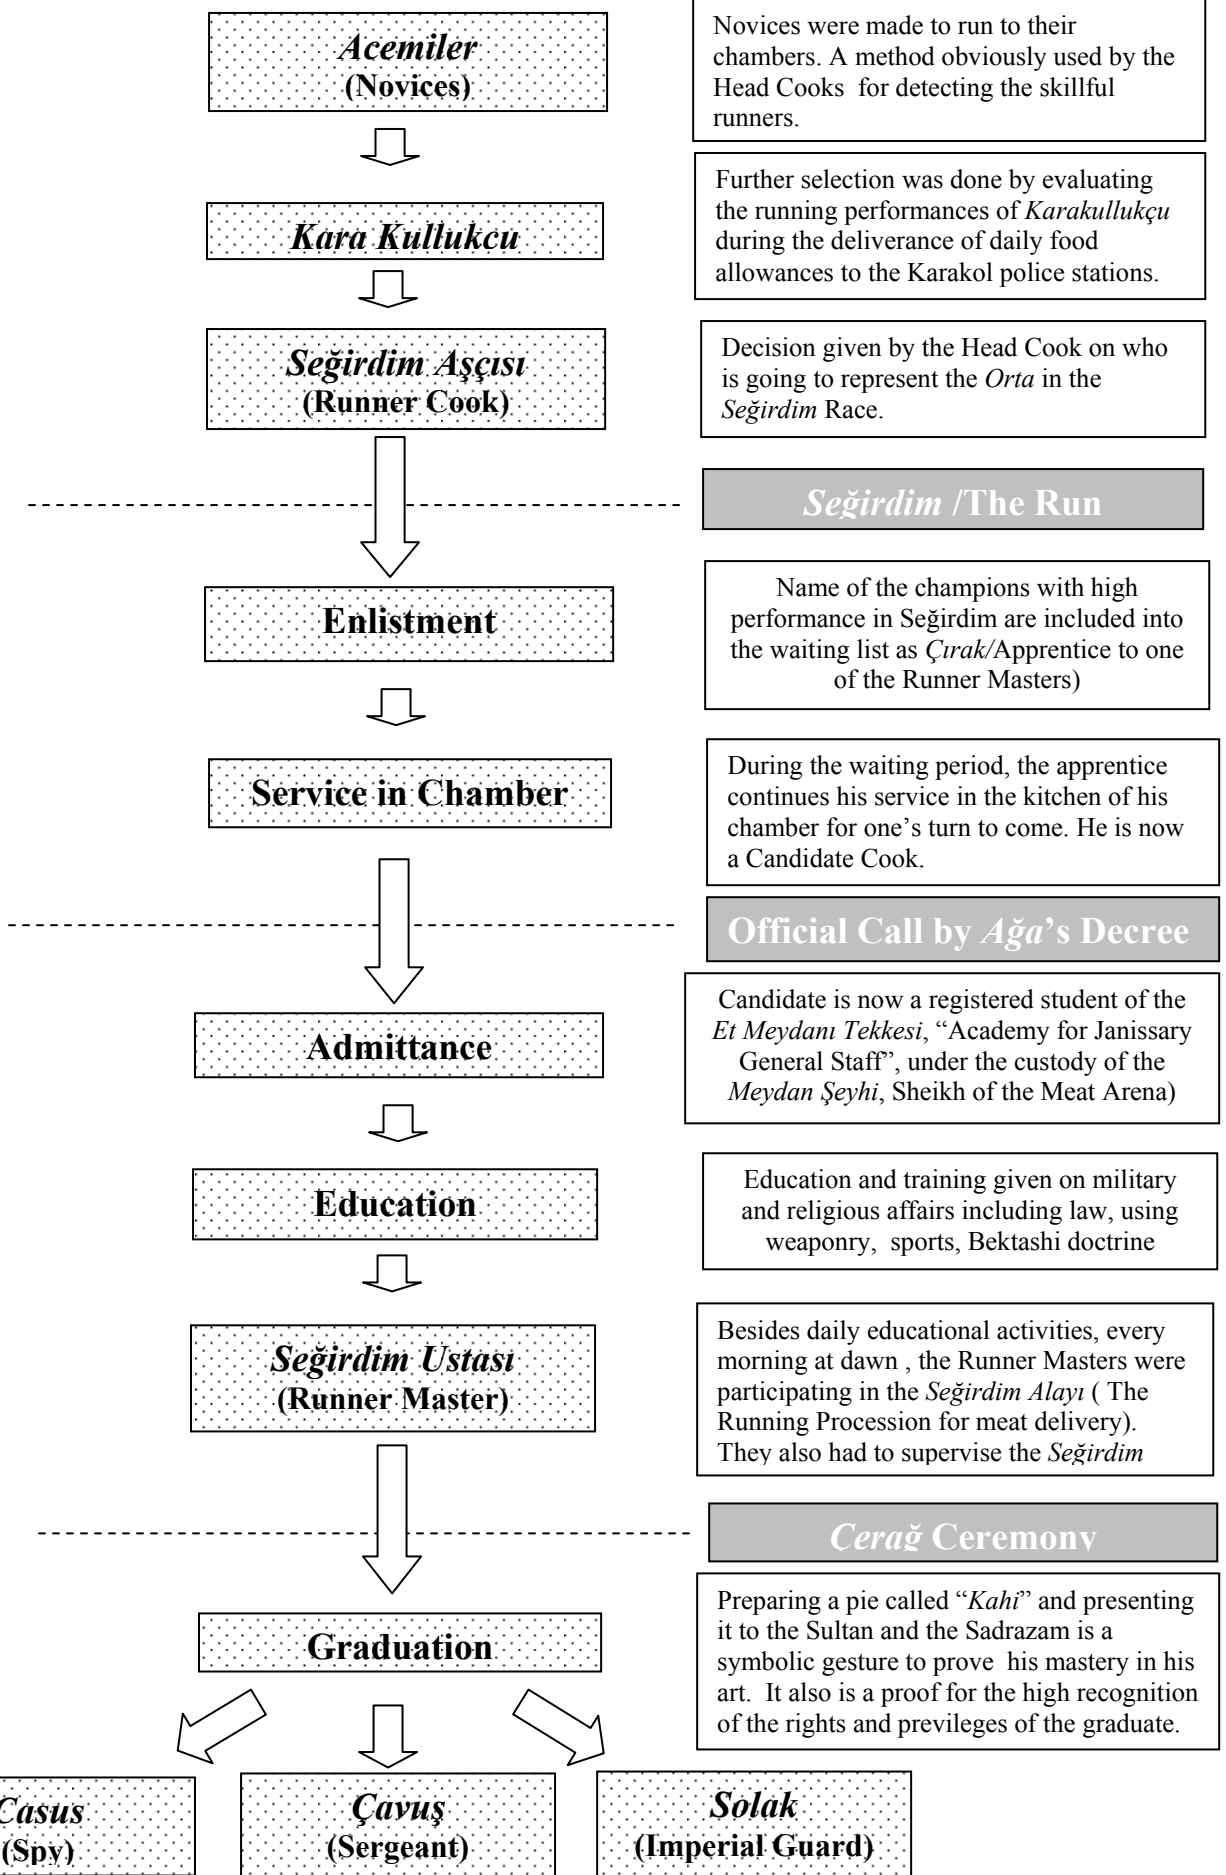 Acemiler
(Novices)
Novices were made to run to their
chambers. A method obviously used by the
Head Cooks for detecting the skillful
runners.
Kara Kullukcu
Further selection was done by evaluating
the running performances of Karakullukçu
during the deliverance of daily food
allowances to the Karakol police stations.
Seğirdim Aşçısı
(Runner Cook)
Decision given by the Head Cook on who
is going to represent the Orta in the
Seğirdim Race.
Seğirdim /The Run
Enlistment
Name of the champions with high
performance in Seğirdim are included into
the waiting list as Çırak/Apprentice to one
of the Runner Masters)
Service in Chamber
During the waiting period, the apprentice
continues his service in the kitchen of his
chamber for one’s turn to come. He is now
a Candidate Cook.
Official Call by Ağa’s Decree
Admittance
Candidate is now a registered student of the
Et Meydanı Tekkesi, “Academy for Janissary
General Staff”, under the custody of the
Meydan Şeyhi, Sheikh of the Meat Arena)
Education
Education and training given on military
and religious affairs including law, using
weaponry, sports, Bektashi doctrine
Seğirdim Ustası
(Runner Master)
Besides daily educational activities, every
morning at dawn , the Runner Masters were
participating in the Seğirdim Alayı ( The
Running Procession for meat delivery).
They also had to supervise the Seğirdim
Çerağ Ceremony
Graduation
Preparing a pie called “Kahi” and presenting
it to the Sultan and the Sadrazam is a
symbolic gesture to prove his mastery in his
art. It also is a proof for the high recognition
of the rights and previleges of the graduate.
Casus
(Spy)
Çavuş
(Sergeant)
Solak
(Imperial Guard)